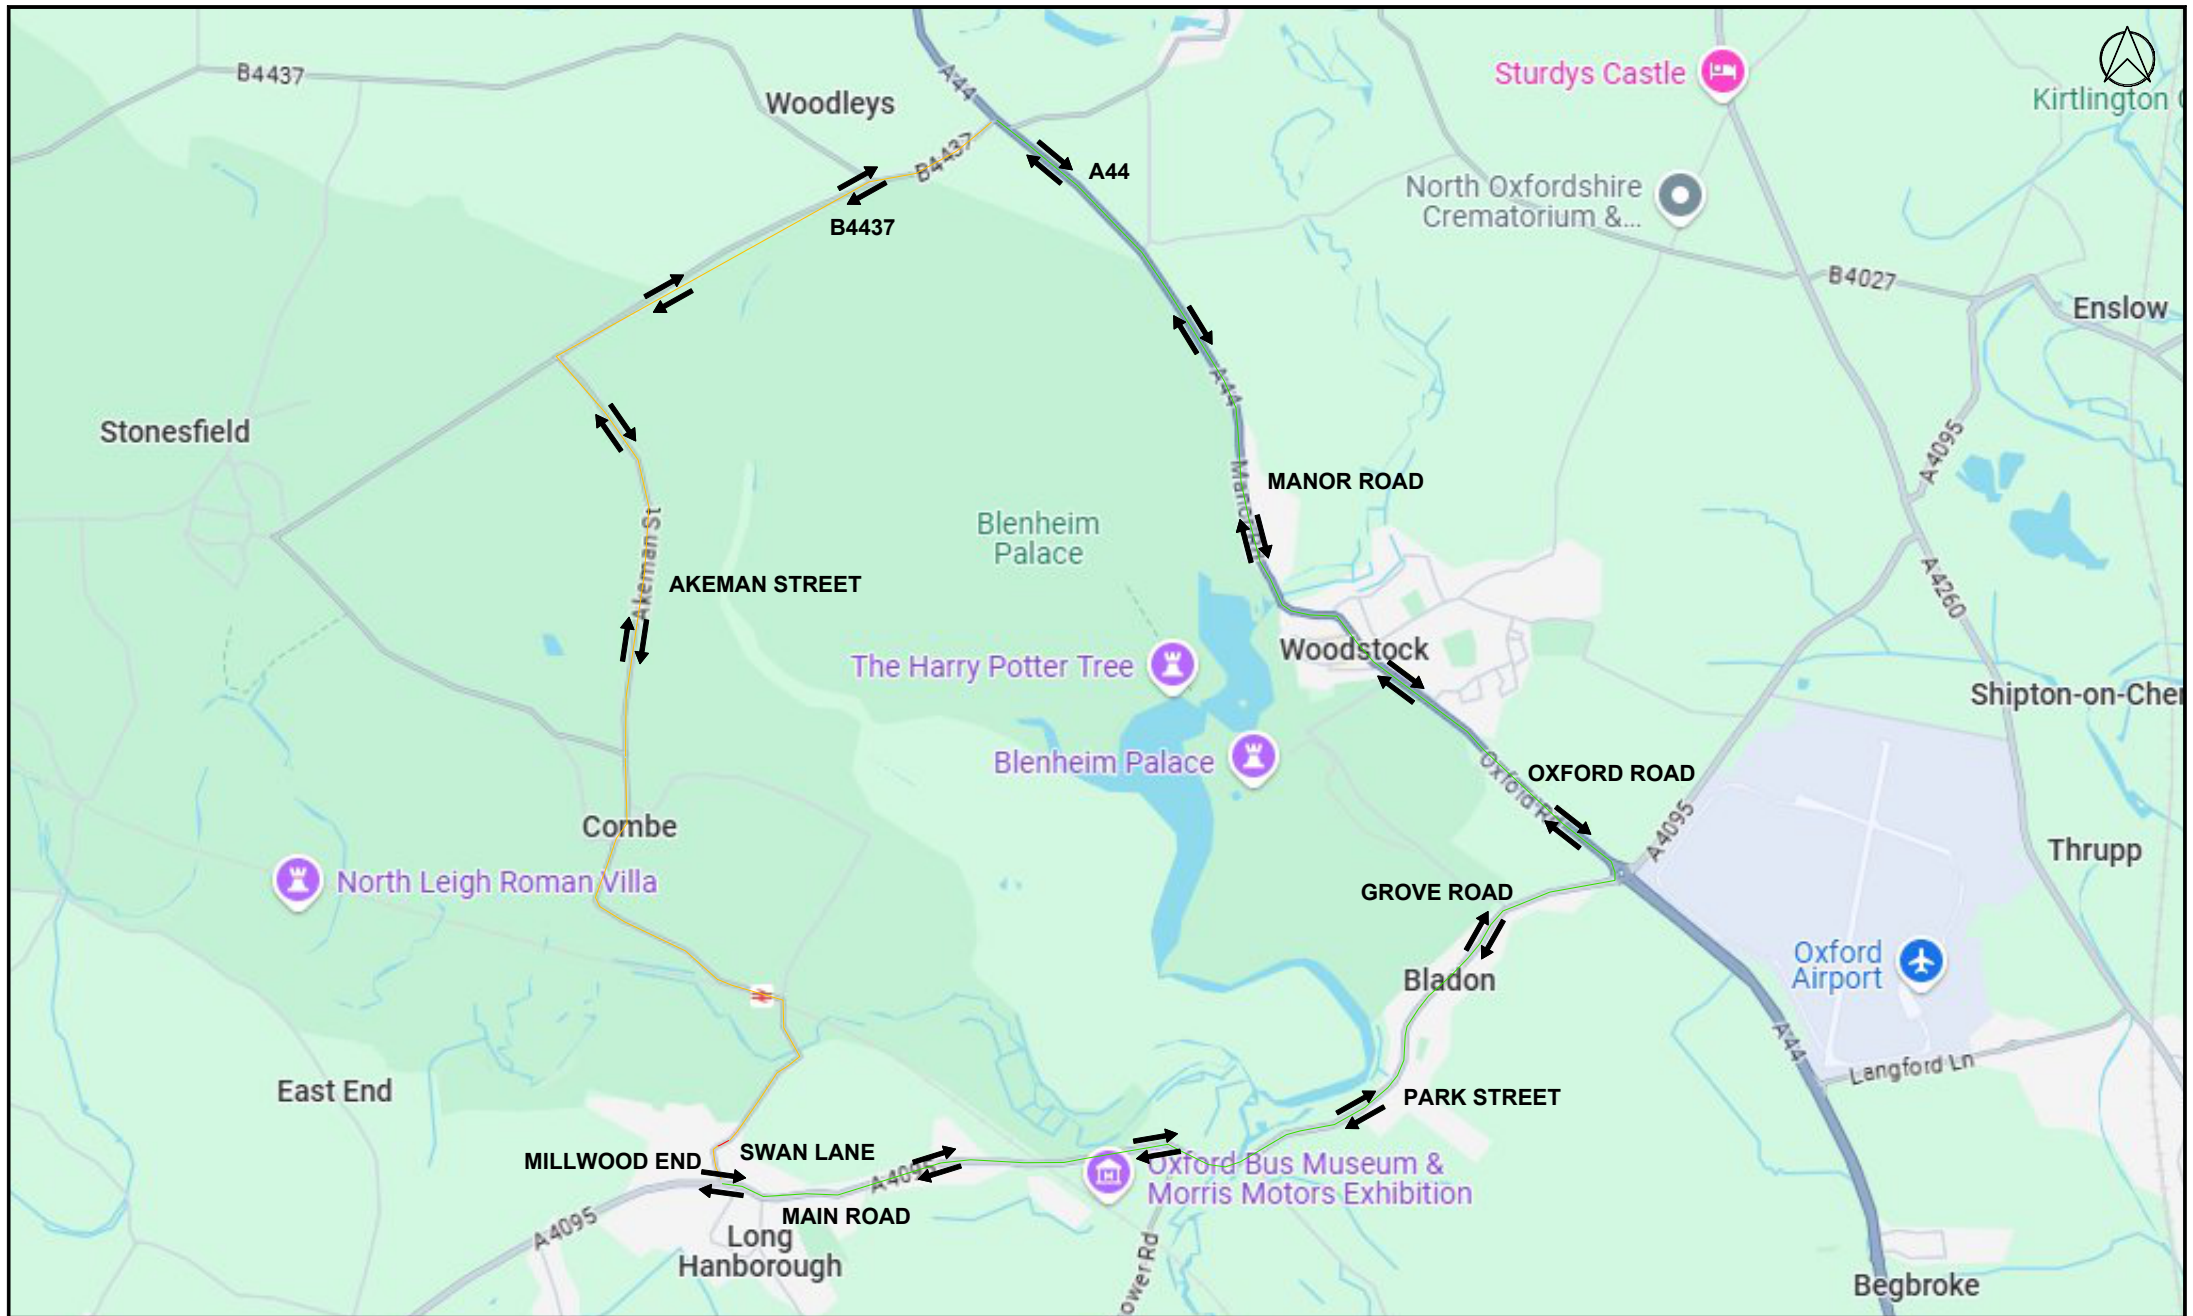 B4437
Woodleys
A44
Sturdys Castle
Kirtlington
B4437
A44
North Oxfordshire
Crematorium &...
B4437
B4027
Enslow
A44
Stonesfield
A4095
MANOR ROAD
Manor Rd
Blenheim
Palace
Akeman St
AKEMAN STREET
A4260
Woodstock
The Harry Potter Tree
Shipton-on-Cher
Blenheim Palace
OXFORD ROAD
Oxford Rd
Combe
A4095
Thrupp
North Leigh Roman Villa
GROVE ROAD
Oxford
Airport
Bladon
A44
Langford Ln
East End
PARK STREET
SWAN LANE
MILLWOOD END
A4095
Oxford Bus Museum &
Morris Motors Exhibition
MAIN ROAD
A4095
Long
Hanborough
ower Rd
Begbroke